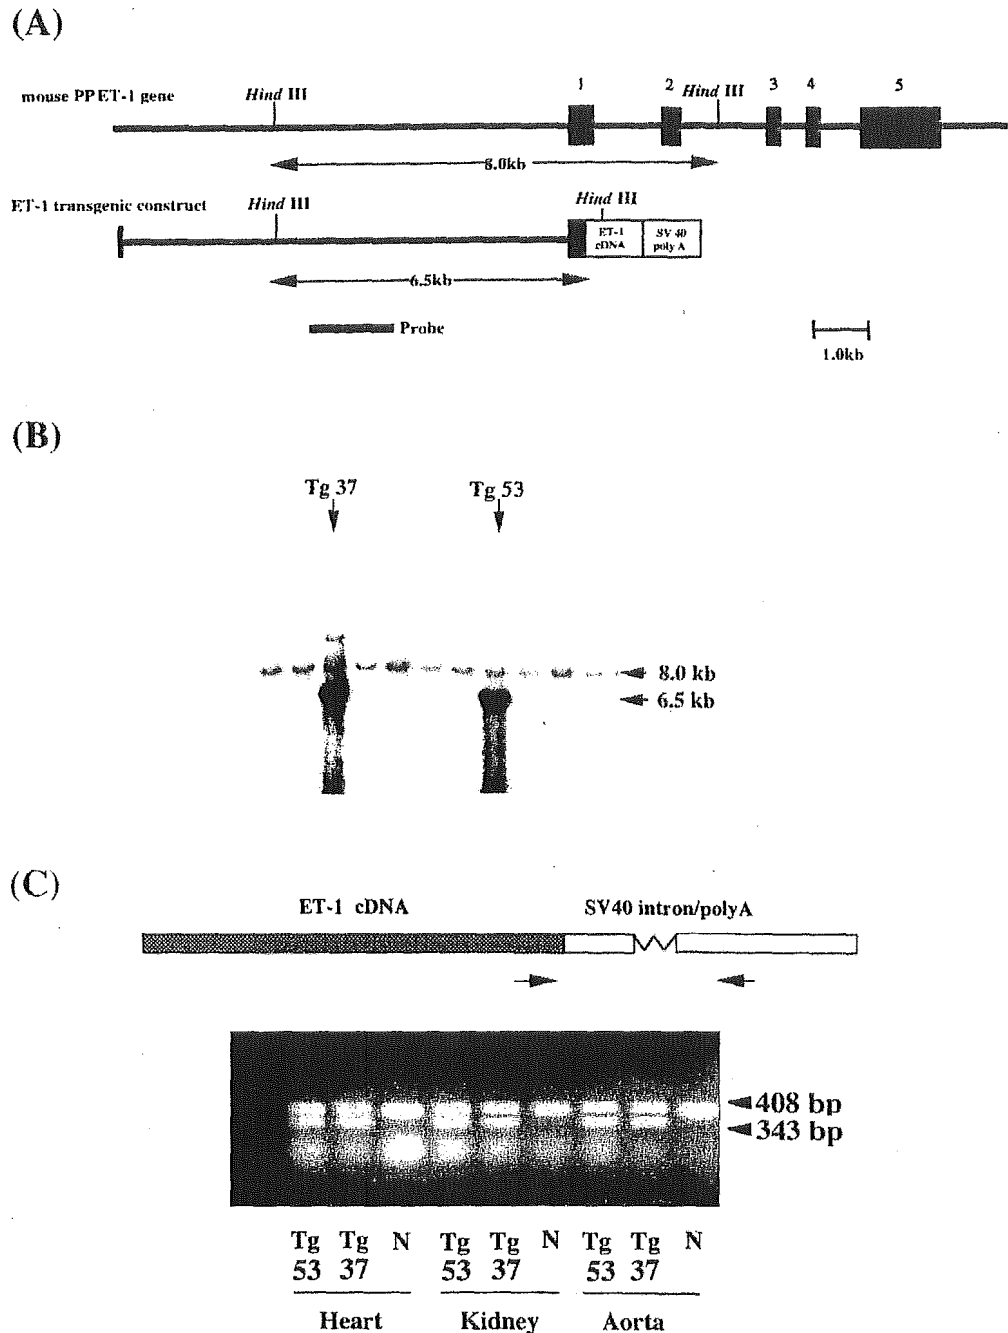 (A)
1 2 3 4 5
mouse PPET-1 gene Hind III Hind III
8.0kb
ET-1 transgenic construct Hind III Hind III
ET-1 cDNA SV 40 poly A
6.5kb
Probe
1.0kb
(B)
Tg 37 Tg 53
8.0 kb
6.5 kb
(C)
ET-1 cDNA SV40 intron/polyA
408 bp
343 bp
Tg 53 Tg 37 N Tg 53 Tg 37 N Tg 53 Tg 37 N
Heart Kidney Aorta